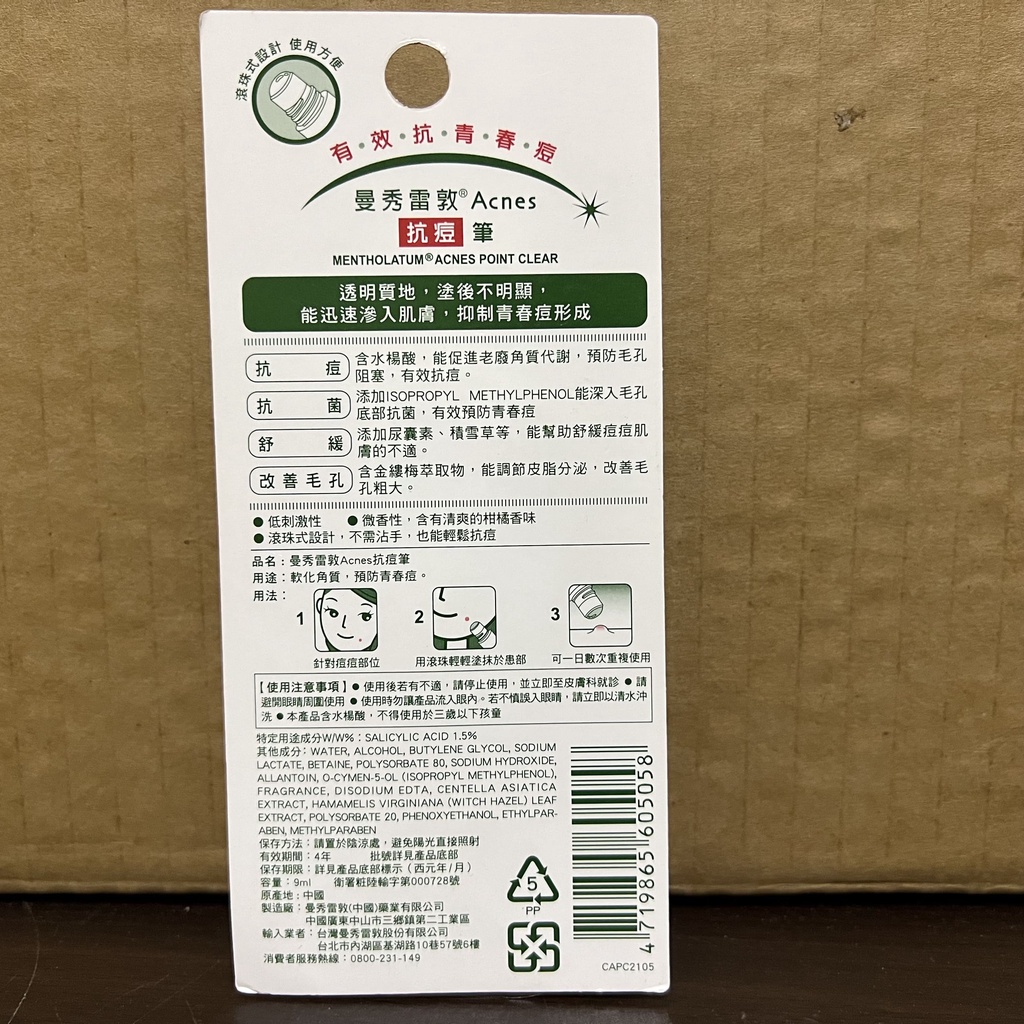 滾珠式設計 使用方便
有・效・抗・青・春・痘
曼秀雷敦® Acnes
抗痘 筆
MENTHOLATUM® ACNES POINT CLEAR
透明質地，塗後不明顯，
能迅速滲入肌膚，抑制青春痘形成
抗痘 含水楊酸，能促進老廢角質代謝，預防毛孔
阻塞，有效抗痘。
抗菌 添加ISOPROPYL METHYLPHENOL能深入毛孔
底部抗菌，有效預防青春痘
舒緩 添加尿囊素、積雪草等，能幫助舒緩痘痘肌
膚的不適。
改善毛孔 含金縷梅萃取物，能調節皮脂分泌，改善毛
孔粗大。
● 低刺激性 ● 微香性，含有清爽的柑橘香味
● 滾珠式設計，不需沾手，也能輕鬆抗痘
品名：曼秀雷敦Acnes抗痘筆
用途：軟化角質，預防青春痘。
用法：
1 2 3
針對痘痘部位 用滾珠輕輕塗抹於患部 可一日數次重複使用
【使用注意事項】● 使用後若有不適，請停止使用，並立即至皮膚科就診 ● 請
避開眼睛周圍使用 ● 使用時勿讓產品流入眼內。若不慎誤入眼睛，請立即以清水沖
洗 ● 本產品含水楊酸，不得使用於三歲以下孩童
特定用途成分W/W%：SALICYLIC ACID 1.5%
其他成分：WATER, ALCOHOL, BUTYLENE GLYCOL, SODIUM
LACTATE, BETAINE, POLYSORBATE 80, SODIUM HYDROXIDE,
ALLANTOIN, O-CYMEN-5-OL (ISOPROPYL METHYLPHENOL),
FRAGRANCE, DISODIUM EDTA, CENTELLA ASIATICA
EXTRACT, HAMAMELIS VIRGINIANA (WITCH HAZEL) LEAF
EXTRACT, POLYSORBATE 20, PHENOXYETHANOL, ETHYLPAR-
ABEN, METHYLPARABEN
保存方法：請置於陰涼處，避免陽光直接照射
有效期間：4年 批號詳見產品底部
保存期限：詳見產品底部標示（西元年/月）
容量：9ml 衛署粧陸輸字第000728號
原產地：中國
製造廠：曼秀雷敦(中國)藥業有限公司
中國廣東中山市三鄉鎮第二工業區
輸入業者：台灣曼秀雷敦股份有限公司
台北市內湖區基湖路10巷57號6樓
消費者服務熱線：0800-231-149
5
PP
4 719865 605058
CAPC2105